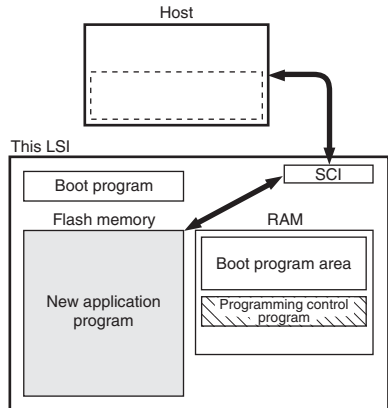 Host
This LSI
SCI
Boot program
Flash memory
RAM
Boot program area
New application
program
Programming control
program